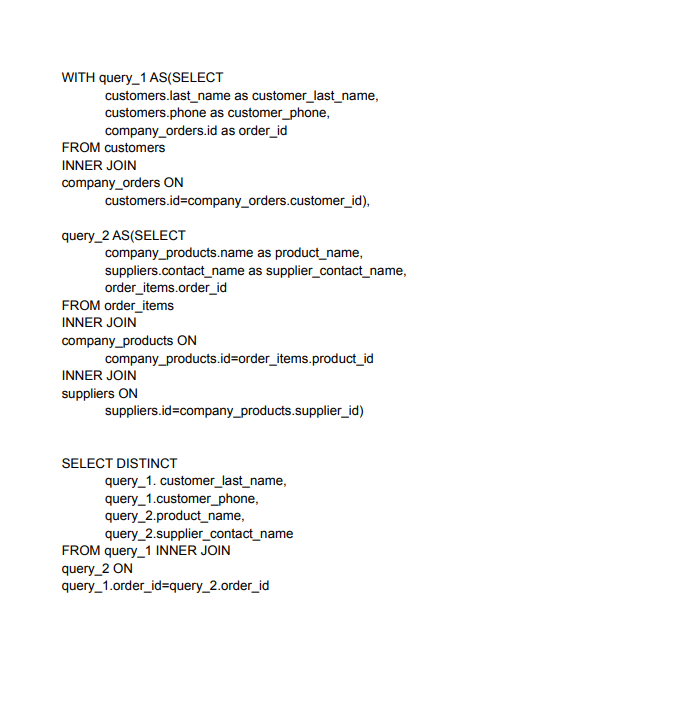 WITH query_1 AS(SELECT
customers.last_name as customer_last_name,
customers.phone as customer_phone,
company_orders.id as order_id
FROM customers
INNER JOIN
company_orders ON
customers.id=company_orders.customer_id),
query_2 AS(SELECT
company_products.name as product_name,
suppliers.contact_name as supplier_contact_name,
order_items.order_id
FROM order_items
INNER JOIN
company_products ON
company_products.id=order_items.product_id
INNER JOIN
suppliers ON
suppliers.id=company_products.supplier_id)
SELECT DISTINCT
query_1. customer_last_name,
query_1.customer_phone,
query_2.product_name,
query_2.supplier_contact_name
FROM query_1 INNER JOIN
query_2 ON
query_1.order_id=query_2.order_id